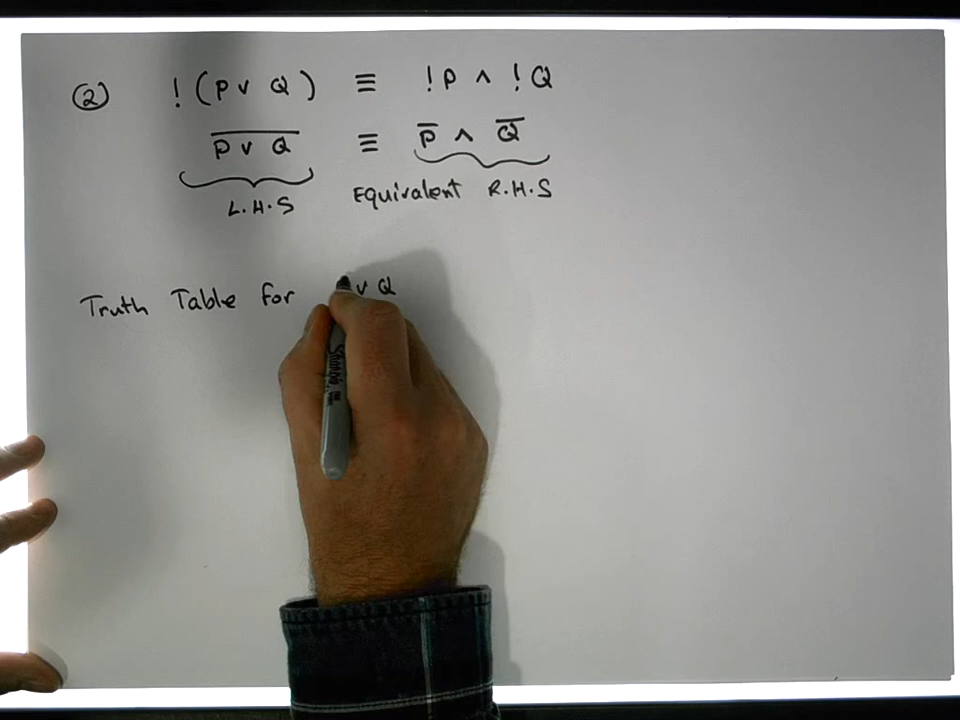 ② ! (P ∨ Q) ≡ !P ∧ !Q
P̅ ̅∨̅ ̅Q̅ ≡ P̅ ∧ Q̅
L.H.S Equivalent R.H.S
Truth Table for ∨ Q